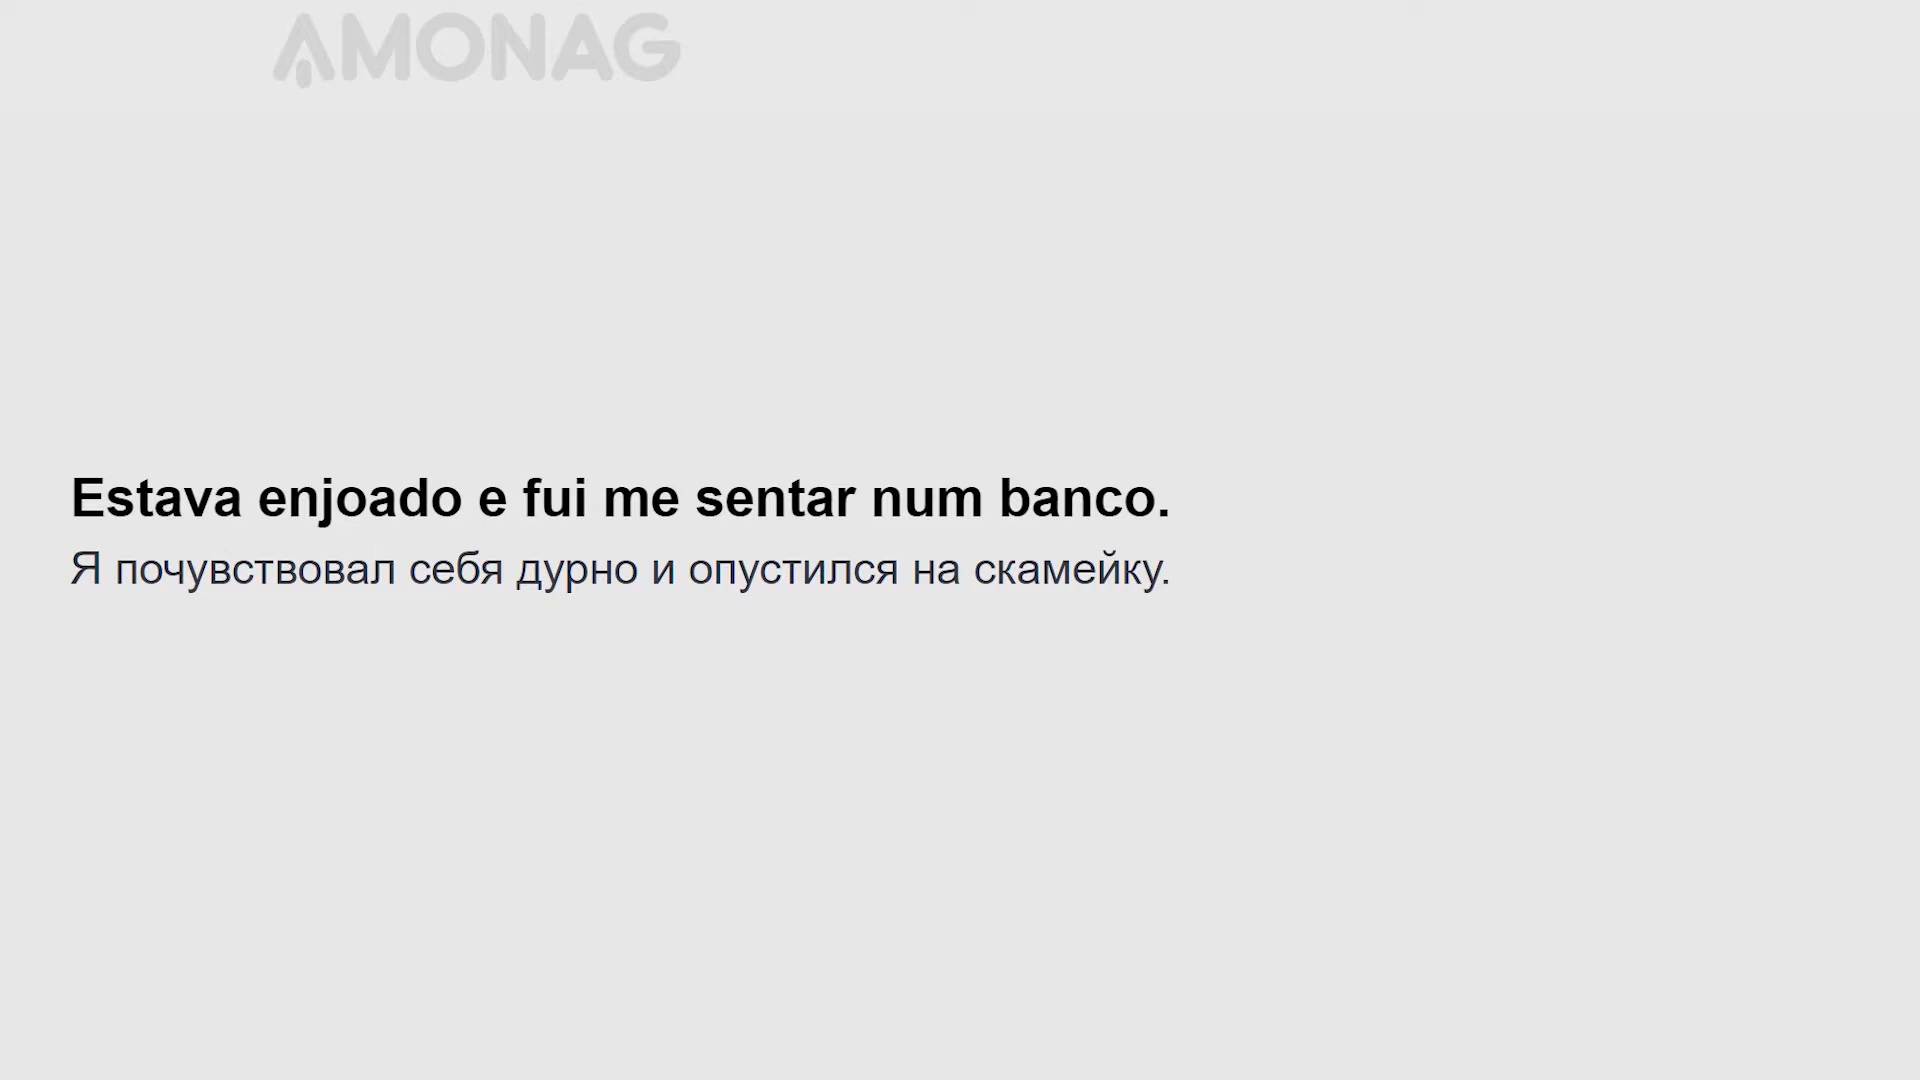 AMONAG
Estava enjoado e fui me sentar num banco.
Я почувствовал себя дурно и опустился на скамейку.